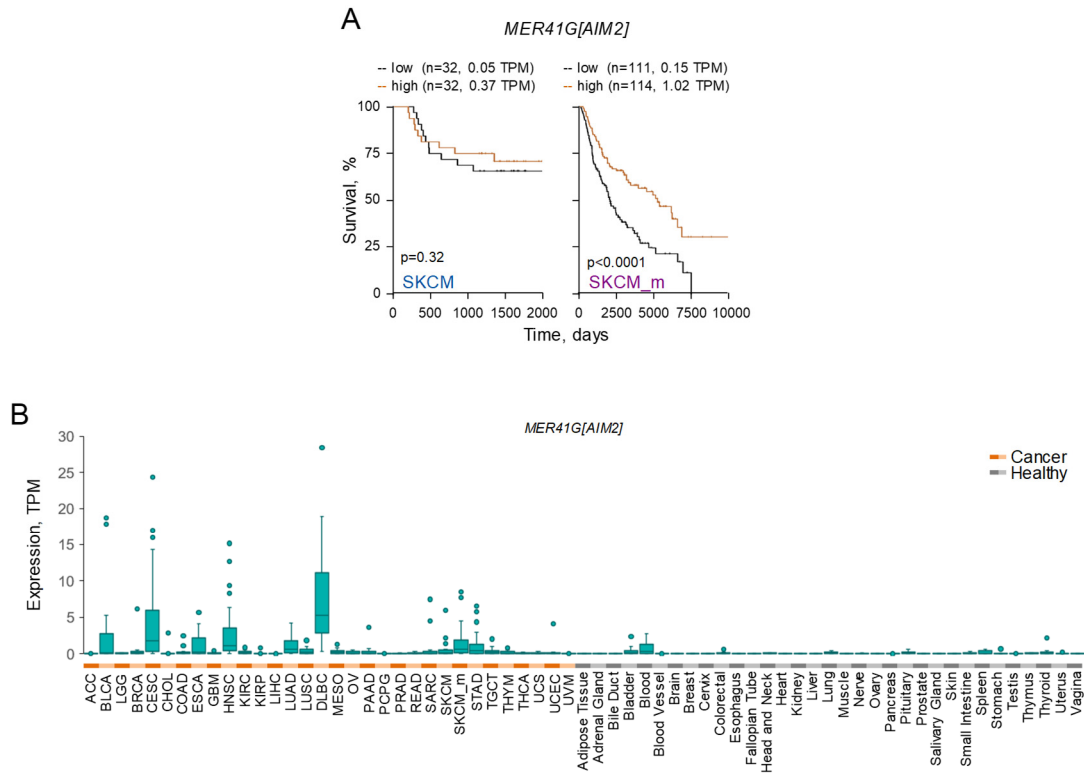 A
MER41G[AIM2]
-- low (n=32, 0.05 TPM)
-- high (n=32, 0.37 TPM)
-- low (n=111, 0.15 TPM)
-- high (n=114, 1.02 TPM)
Survival, %
100
75
50
25
0
p=0.32
SKCM
p<0.0001
SKCM_m
0 500 1000 1500 2000
0 2500 5000 7500 10000
Time, days
B
MER41G[AIM2]
Cancer
Healthy
Expression, TPM
30
25
20
15
10
5
0
ACC
BLCA
LGG
BRCA
CESC
CHOL
COAD
ESCA
GBM
HNSC
KIRC
KIRP
LIHC
LUAD
LUSC
DLBC
MESO
OV
PAAD
PCPG
PRAD
READ
SARC
SKCM
SKCM_m
STAD
TGCT
THYM
THCA
UCS
UCEC
UVM
Adipose Tissue
Adrenal Gland
Bile Duct
Bladder
Blood
Blood Vessel
Brain
Breast
Cervix
Colorectal
Esophagus
Fallopian Tube
Head and Neck
Heart
Kidney
Liver
Lung
Muscle
Nerve
Ovary
Pancreas
Pituitary
Prostate
Salivary Gland
Skin
Small Intestine
Spleen
Stomach
Testis
Thymus
Thyroid
Uterus
Vagina